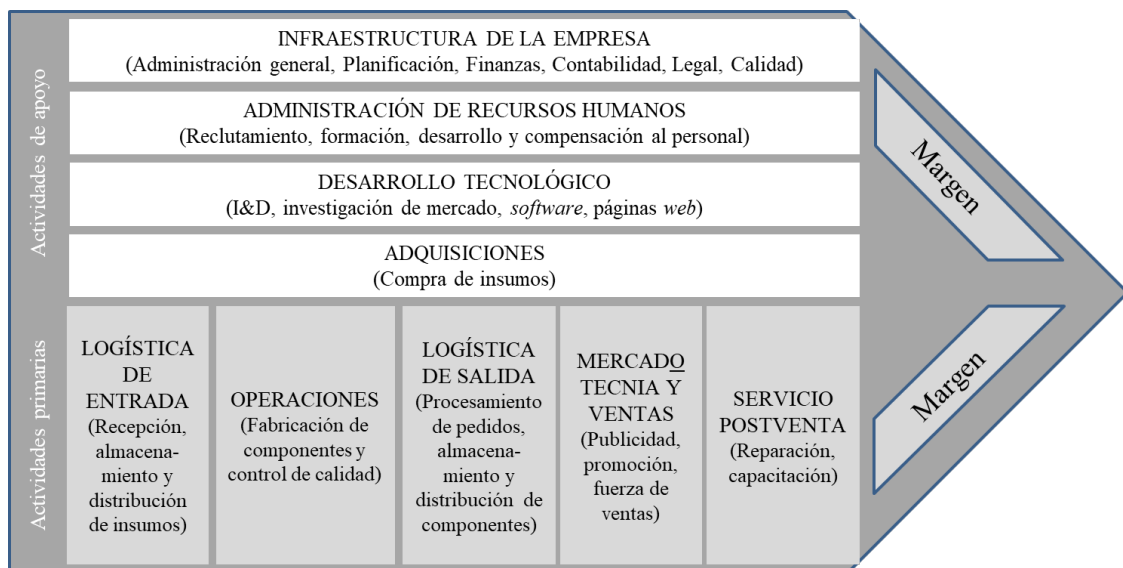 Actividades de apoyo
INFRAESTRUCTURA DE LA EMPRESA
(Administración general, Planificación, Finanzas, Contabilidad, Legal, Calidad)
ADMINISTRACIÓN DE RECURSOS HUMANOS
(Reclutamiento, formación, desarrollo y compensación al personal)
DESARROLLO TECNOLÓGICO
(I&D, investigación de mercado, software, páginas web)
ADQUISICIONES
(Compra de insumos)
Margen
Actividades primarias
LOGÍSTICA
DE
ENTRADA
(Recepción,
almacena-
miento y
distribución
de insumos)
OPERACIONES
(Fabricación de
componentes y
control de calidad)
LOGÍSTICA
DE SALIDA
(Procesamiento
de pedidos,
almacena-
miento y
distribución de
componentes)
MERCADO
TECNIA Y
VENTAS
(Publicidad,
promoción,
fuerza de
ventas)
SERVICIO
POSTVENTA
(Reparación,
capacitación)
Margen